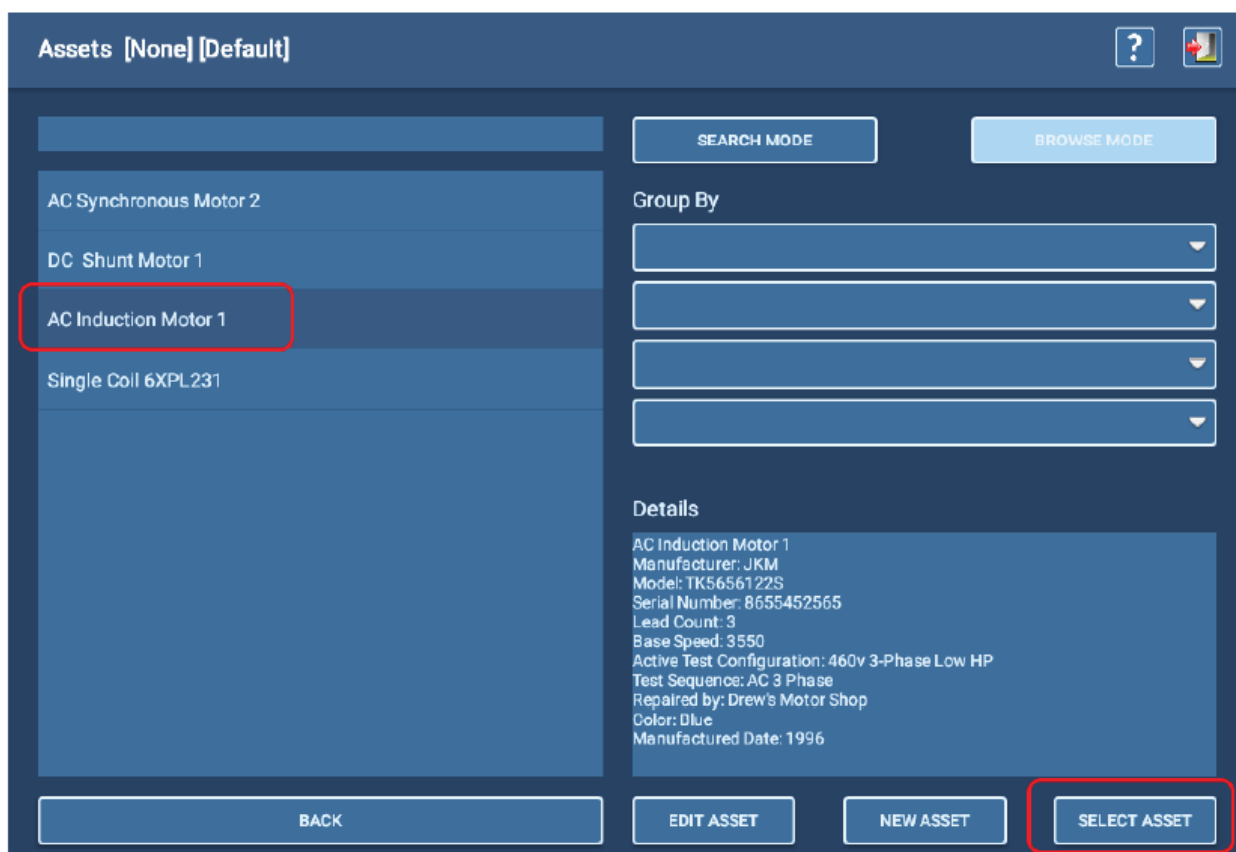 Assets [None] [Default]
?
SEARCH MODE
BROWSE MODE
AC Synchronous Motor 2
DC Shunt Motor 1
AC Induction Motor 1
Single Coil 6XPL231
Group By
Details
AC Induction Motor 1
Manufacturer: JKM
Model: TK5656122S
Serial Number: 8655452565
Lead Count: 3
Base Speed: 3550
Active Test Configuration: 460v 3-Phase Low HP
Test Sequence: AC 3 Phase
Repaired by: Drew's Motor Shop
Color: Blue
Manufactured Date: 1996
BACK
EDIT ASSET
NEW ASSET
SELECT ASSET